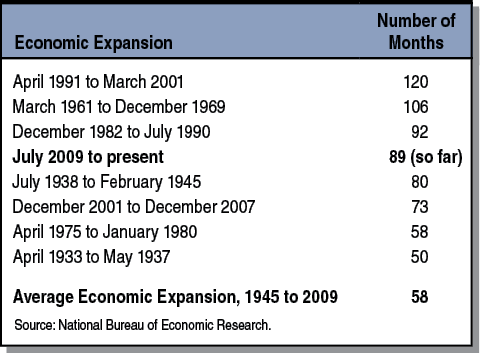 Economic Expansion Number of Months
April 1991 to March 2001 120
March 1961 to December 1969 106
December 1982 to July 1990 92
July 2009 to present 89 (so far)
July 1938 to February 1945 80
December 2001 to December 2007 73
April 1975 to January 1980 58
April 1933 to May 1937 50
Average Economic Expansion, 1945 to 2009 58
Source: National Bureau of Economic Research.